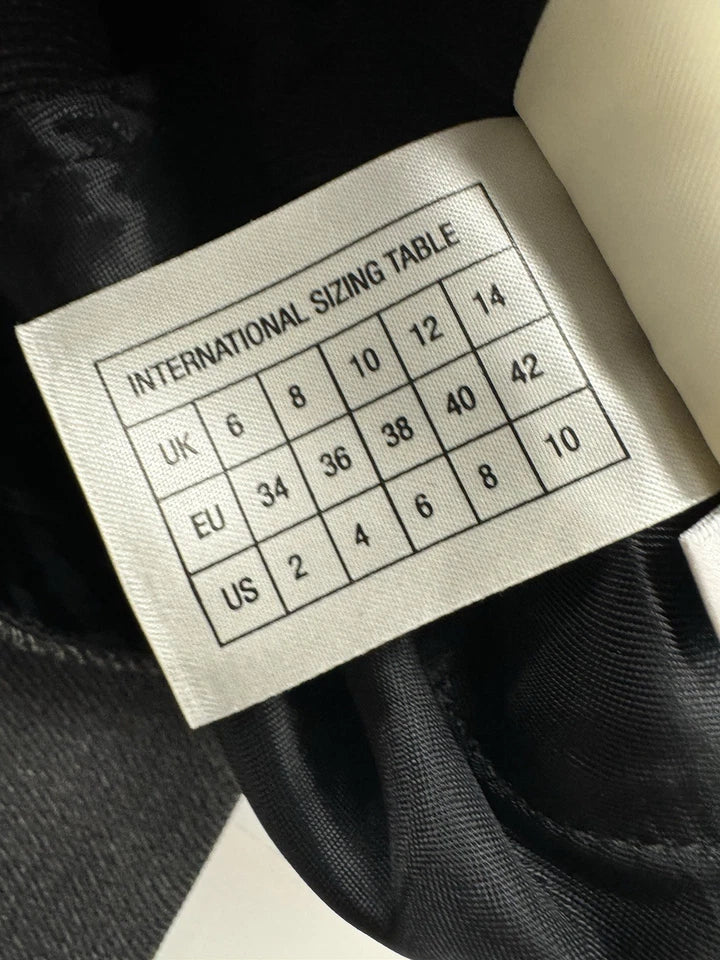 INTERNATIONAL SIZING TABLE
UK 6 8 10 12 14
EU 34 36 38 40 42
US 2 4 6 8 10